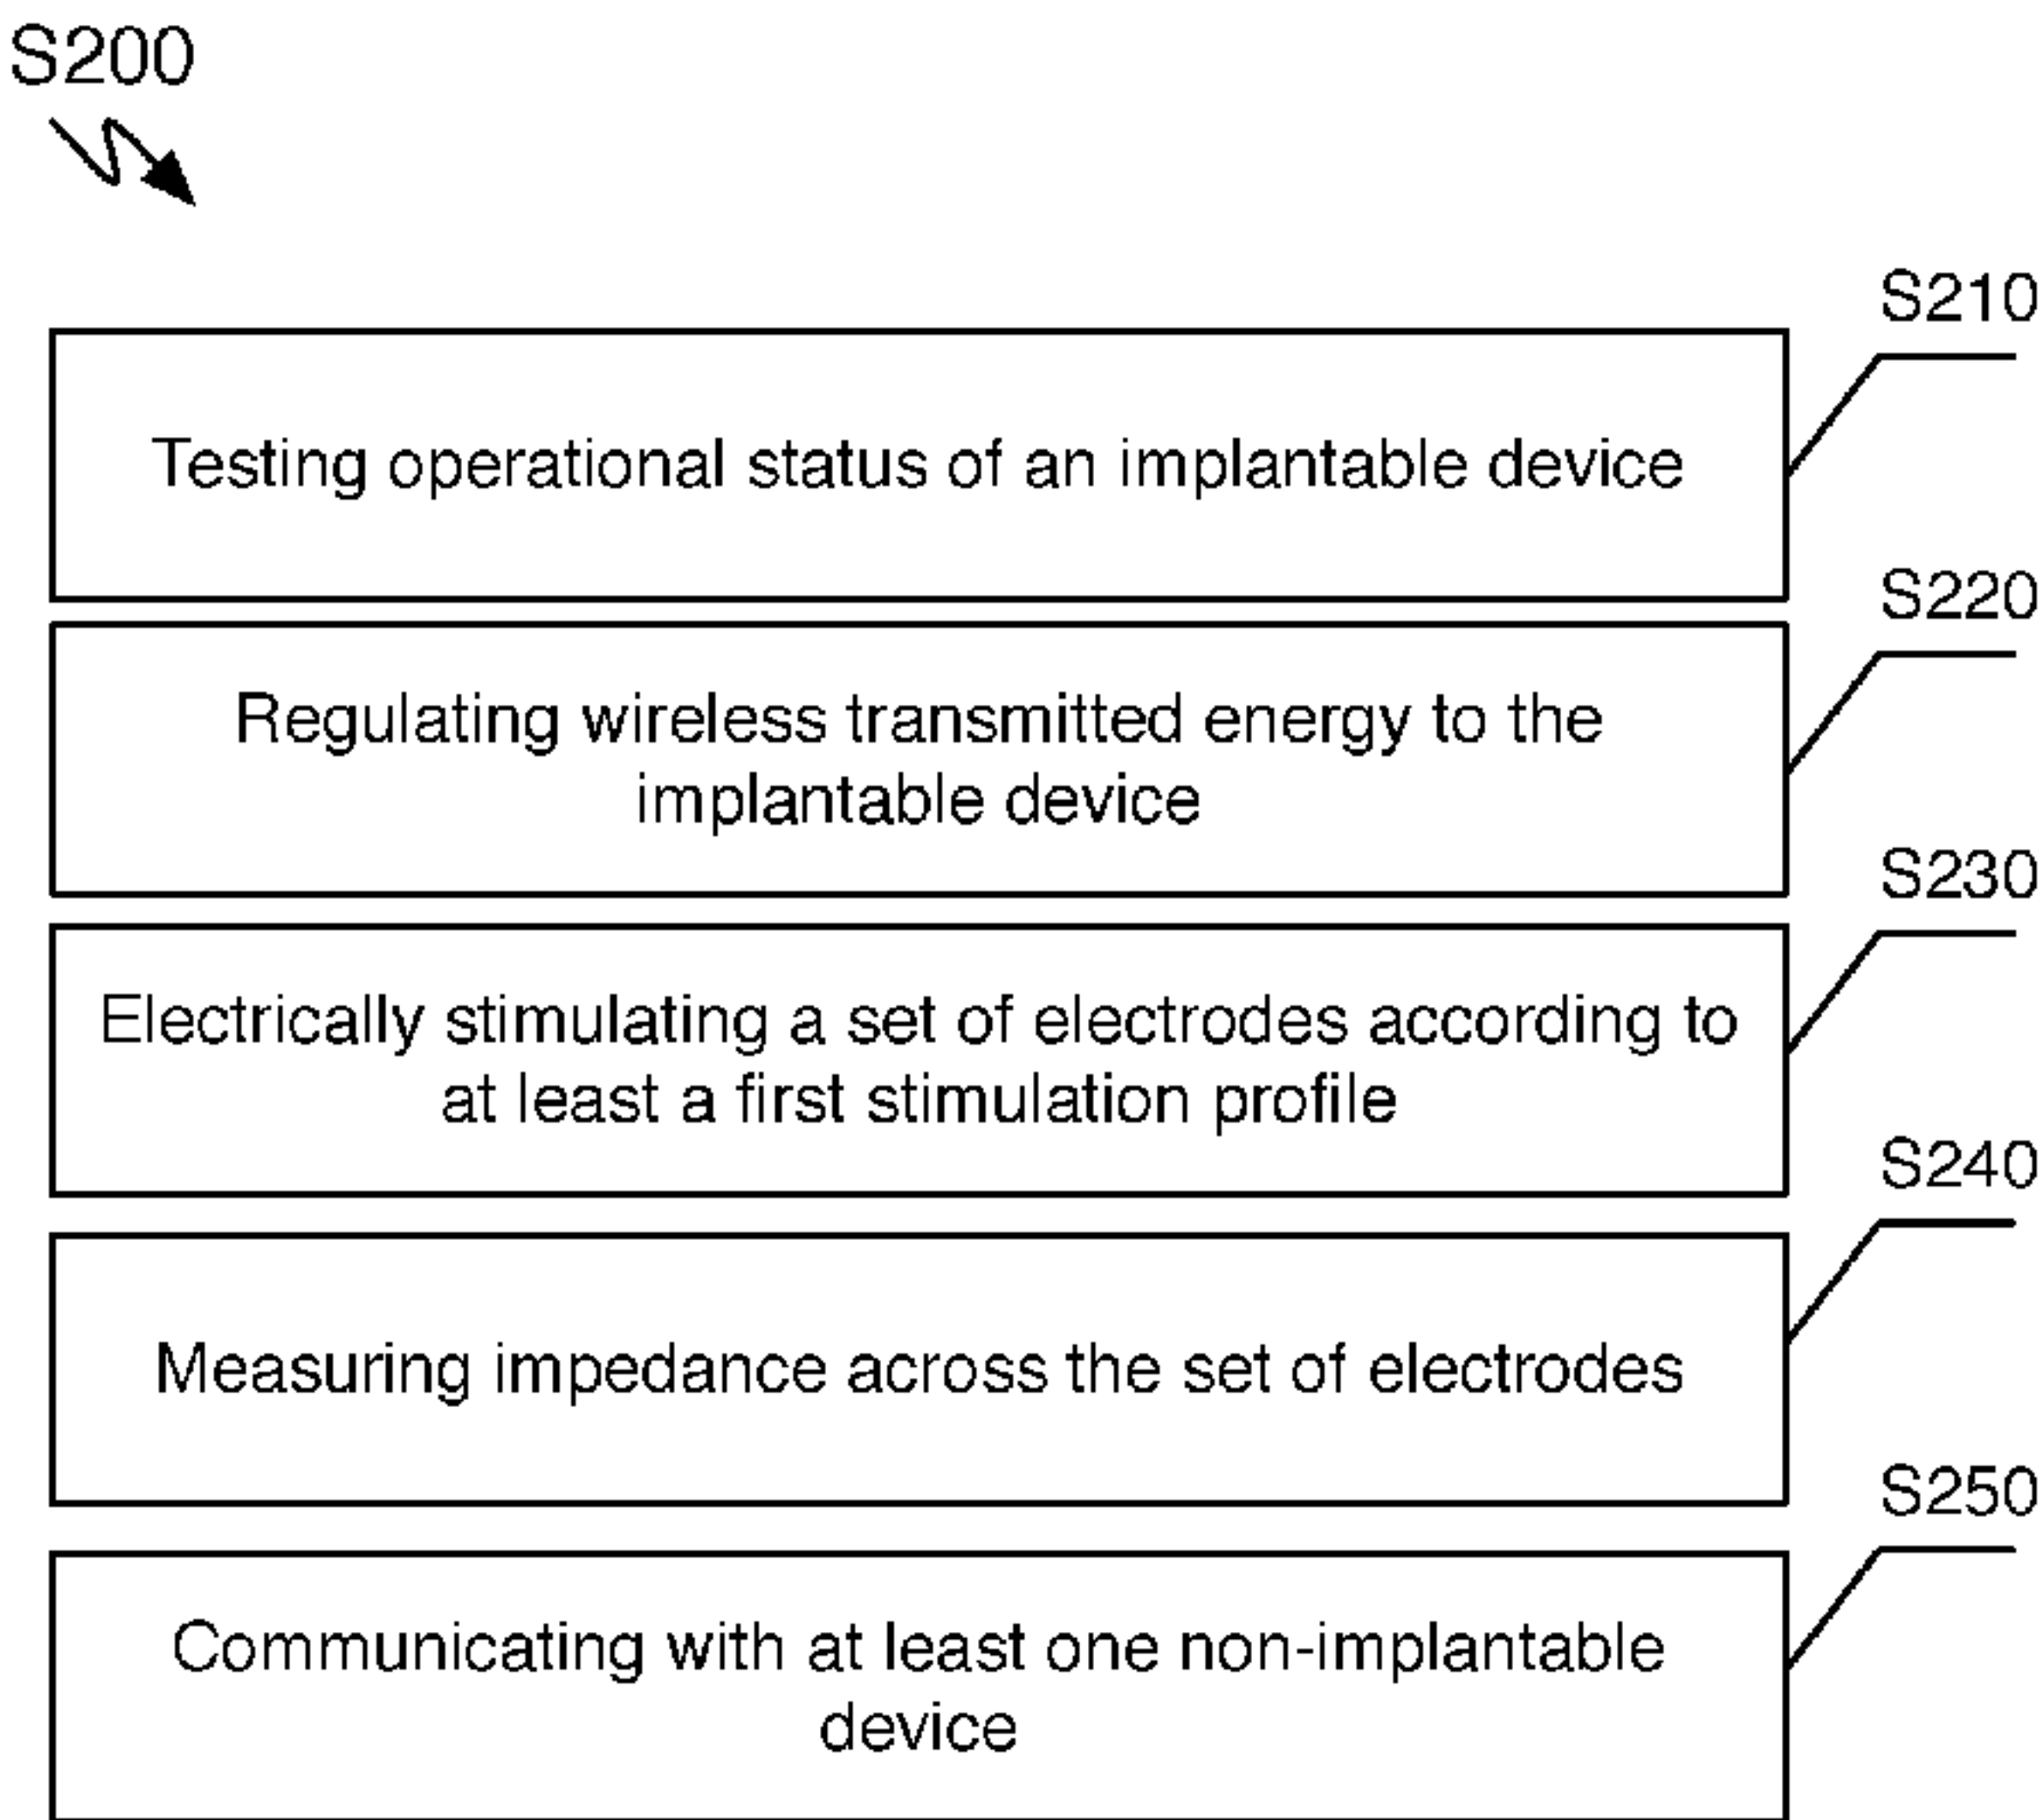 S200
S210
Testing operational status of an implantable device
S220
Regulating wireless transmitted energy to the
implantable device
S230
Electrically stimulating a set of electrodes according to
at least a first stimulation profile
S240
Measuring impedance across the set of electrodes
S250
Communicating with at least one non-implantable
device